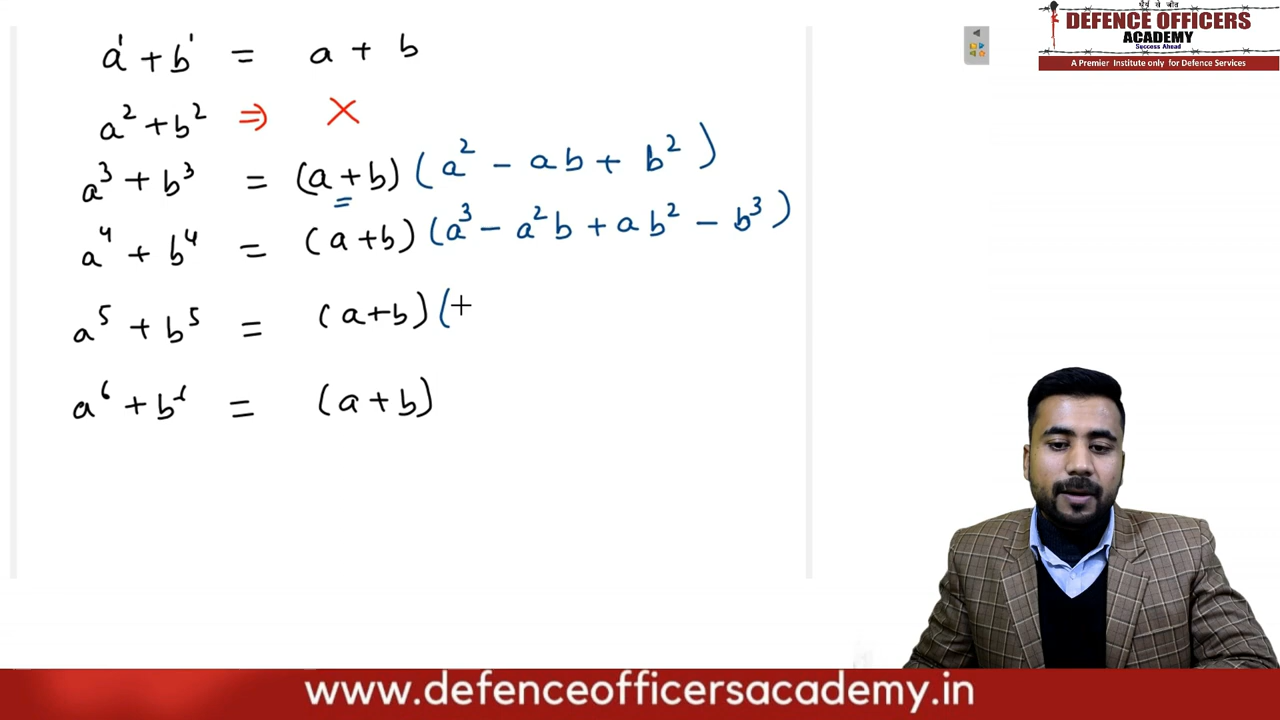 a¹ + b¹ = a + b
a² + b² ⇒ ×
a³ + b³ = (a + b) (a² - ab + b²)
a⁴ + b⁴ = (a + b) (a³ - a²b + ab² - b³)
a⁵ + b⁵ = (a + b) (
a⁶ + b⁶ = (a + b)
धैर्य से जीत
DEFENCE OFFICERS
ACADEMY
Success Ahead
A Premier Institute only for Defence Services
www.defenceofficersacademy.in